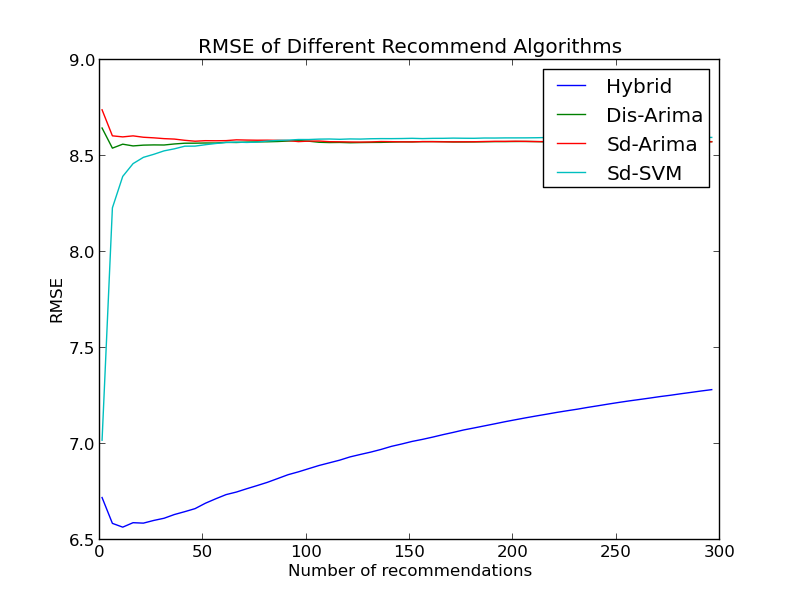 RMSE of Different Recommend Algorithms
9.0
8.5
8.0
7.5
7.0
6.5
RMSE
Hybrid
Dis-Arima
Sd-Arima
Sd-SVM
0 50 100 150 200 250 300
Number of recommendations